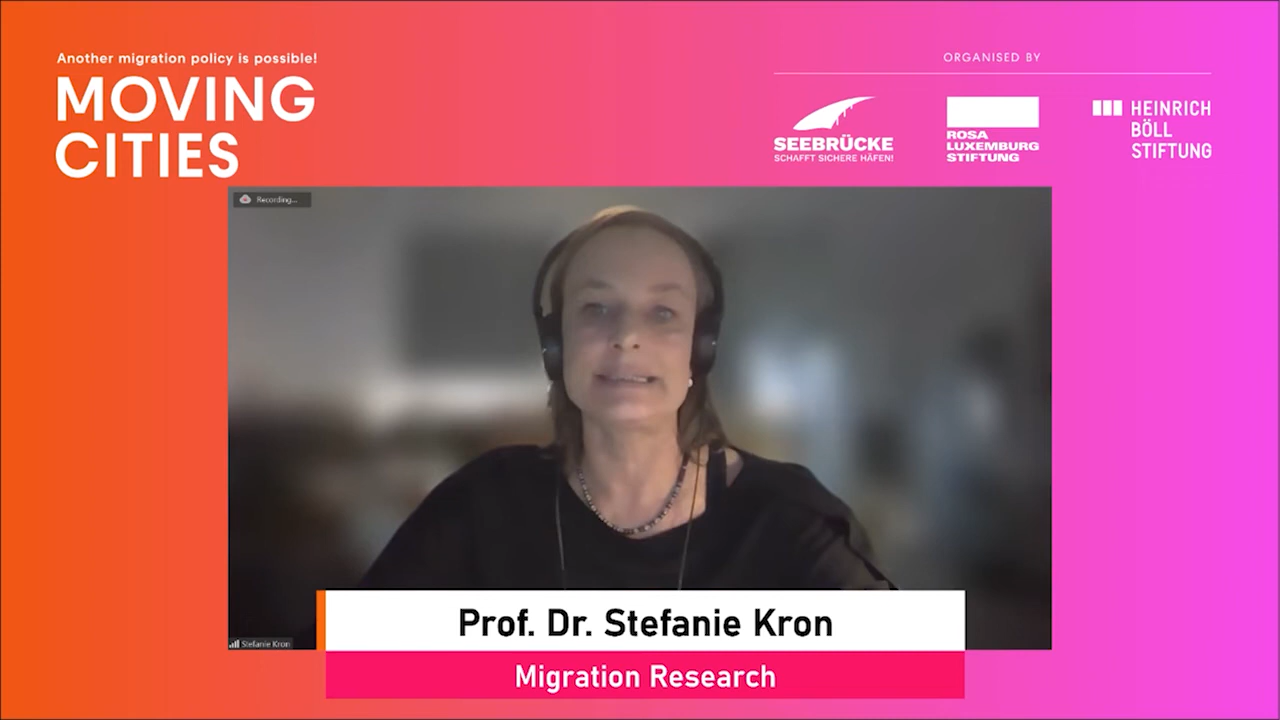 Another migration policy is possible!
MOVING
CITIES
ORGANISED BY
SEEBRÜCKE
SCHAFFT SICHERE HÄFEN!
ROSA
LUXEMBURG
STIFTUNG
HEINRICH
BÖLL
STIFTUNG
Recording...
Stefanie Kron
Prof. Dr. Stefanie Kron
Migration Research